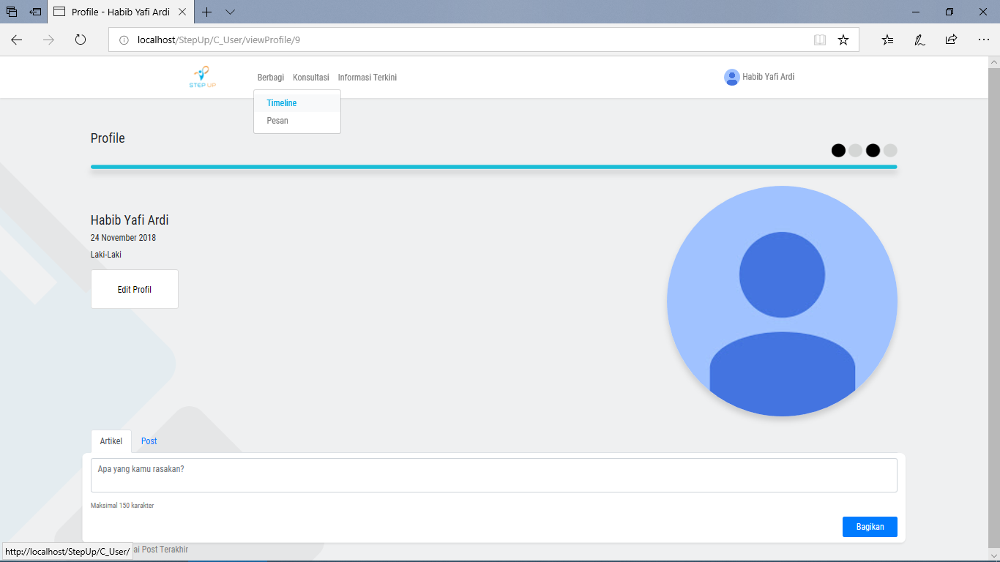 Profile - Habib Yafi Ardi
localhost/StepUp/C_User/viewProfile/9
STEP UP
Berbagi Konsultasi Informasi Terkini
Habib Yafi Ardi
Timeline
Pesan
Profile
Habib Yafi Ardi
24 November 2018
Laki-Laki
Edit Profil
Artikel Post
Apa yang kamu rasakan?
Maksimal 150 karakter
Bagikan
http://localhost/StepUp/C_User/
ai Post Terakhir